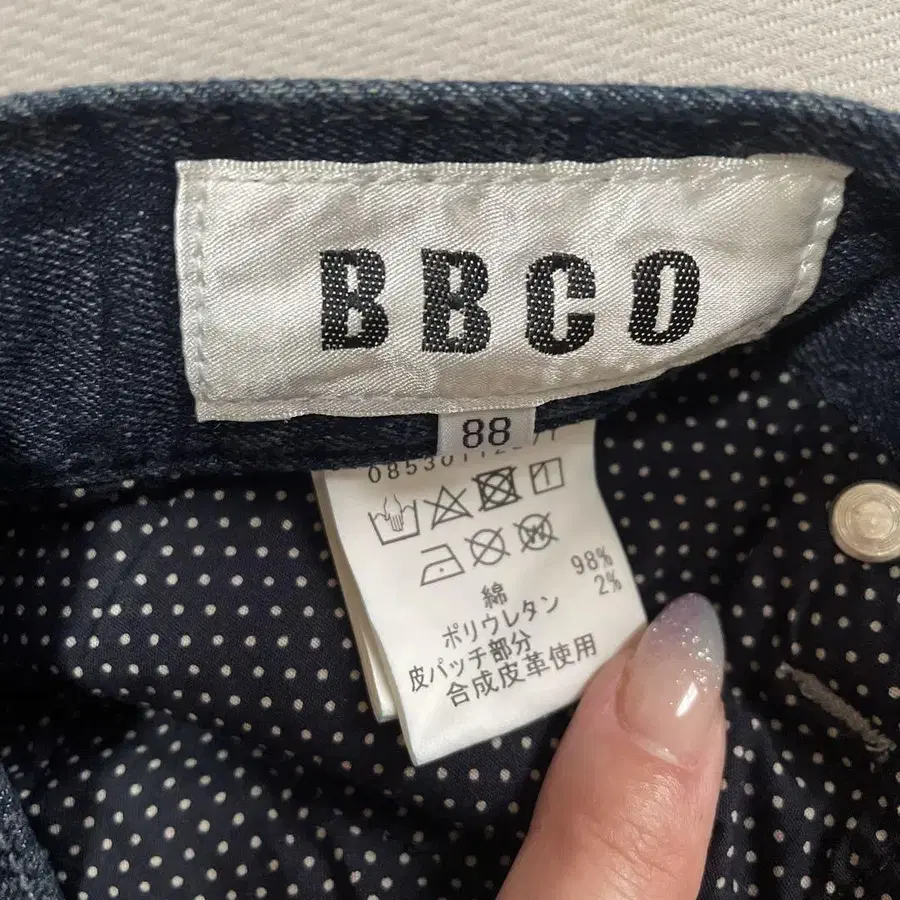 BBCO
88
綿 98%
ポリウレタン 2%
皮パッチ部分
合成皮革使用